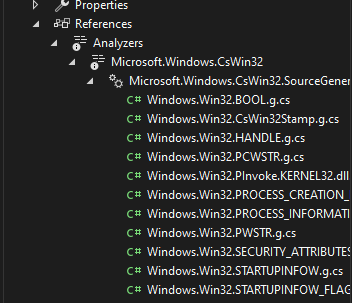 Properties
References
Analyzers
Microsoft.Windows.CsWin32
Microsoft.Windows.CsWin32.SourceGener
C# Windows.Win32.BOOL.g.cs
C# Windows.Win32.CsWin32Stamp.g.cs
C# Windows.Win32.HANDLE.g.cs
C# Windows.Win32.PCWSTR.g.cs
C# Windows.Win32.PInvoke.KERNEL32.dll
C# Windows.Win32.PROCESS_CREATION_
C# Windows.Win32.PROCESS_INFORMATI
C# Windows.Win32.PWSTR.g.cs
C# Windows.Win32.SECURITY_ATTRIBUTES
C# Windows.Win32.STARTUPINFOW.g.cs
C# Windows.Win32.STARTUPINFOW_FLAG